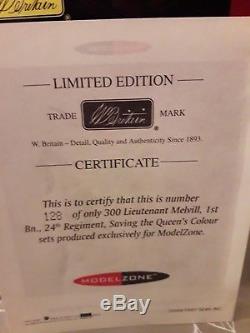 W Britain
LIMITED EDITION
TRADE W Britain MARK
W. Britain – Detail, Quality and Authenticity Since 1893.
CERTIFICATE
This is to certify that this is number
128 of only 300 Lieutenant Melvill, 1st
Bn., 24th Regiment, Saving the Queen's Colour
sets produced exclusively for ModelZone.
MODELZONE